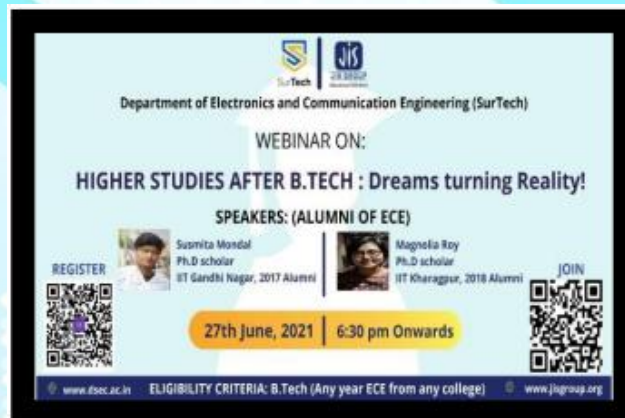 SurTech
JIS
JIS GROUP
Department of Electronics and Communication Engineering (SurTech)
WEBINAR ON:
HIGHER STUDIES AFTER B.TECH : Dreams turning Reality!
SPEAKERS: (ALUMNI OF ECE)
Susmita Mondal
Ph.D scholar
IIT Gandhi Nagar, 2017 Alumni
Magnolia Roy
Ph.D scholar
IIT Kharagpur, 2018 Alumni
REGISTER
JOIN
27th June, 2021
6:30 pm Onwards
www.dsec.ac.in
ELIGIBILITY CRITERIA: B.Tech (Any year ECE from any college)
www.jisgroup.org